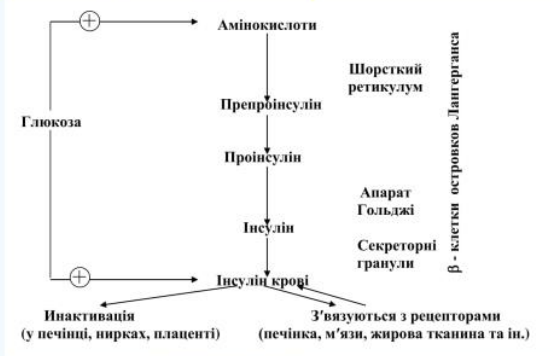 +
Амінокислоти
Шорсткий
ретикулум
Препроінсулін
Глюкоза
Проінсулін
Апарат
Гольджі
Інсулін
Секреторні
гранули
β - клетки островков Лангерганса
+
Інсулін крові
Инактивація
(у печінці, нирках, плаценті)
З′вязуються з рецепторами
(печінка, м′язи, жирова тканина та ін.)